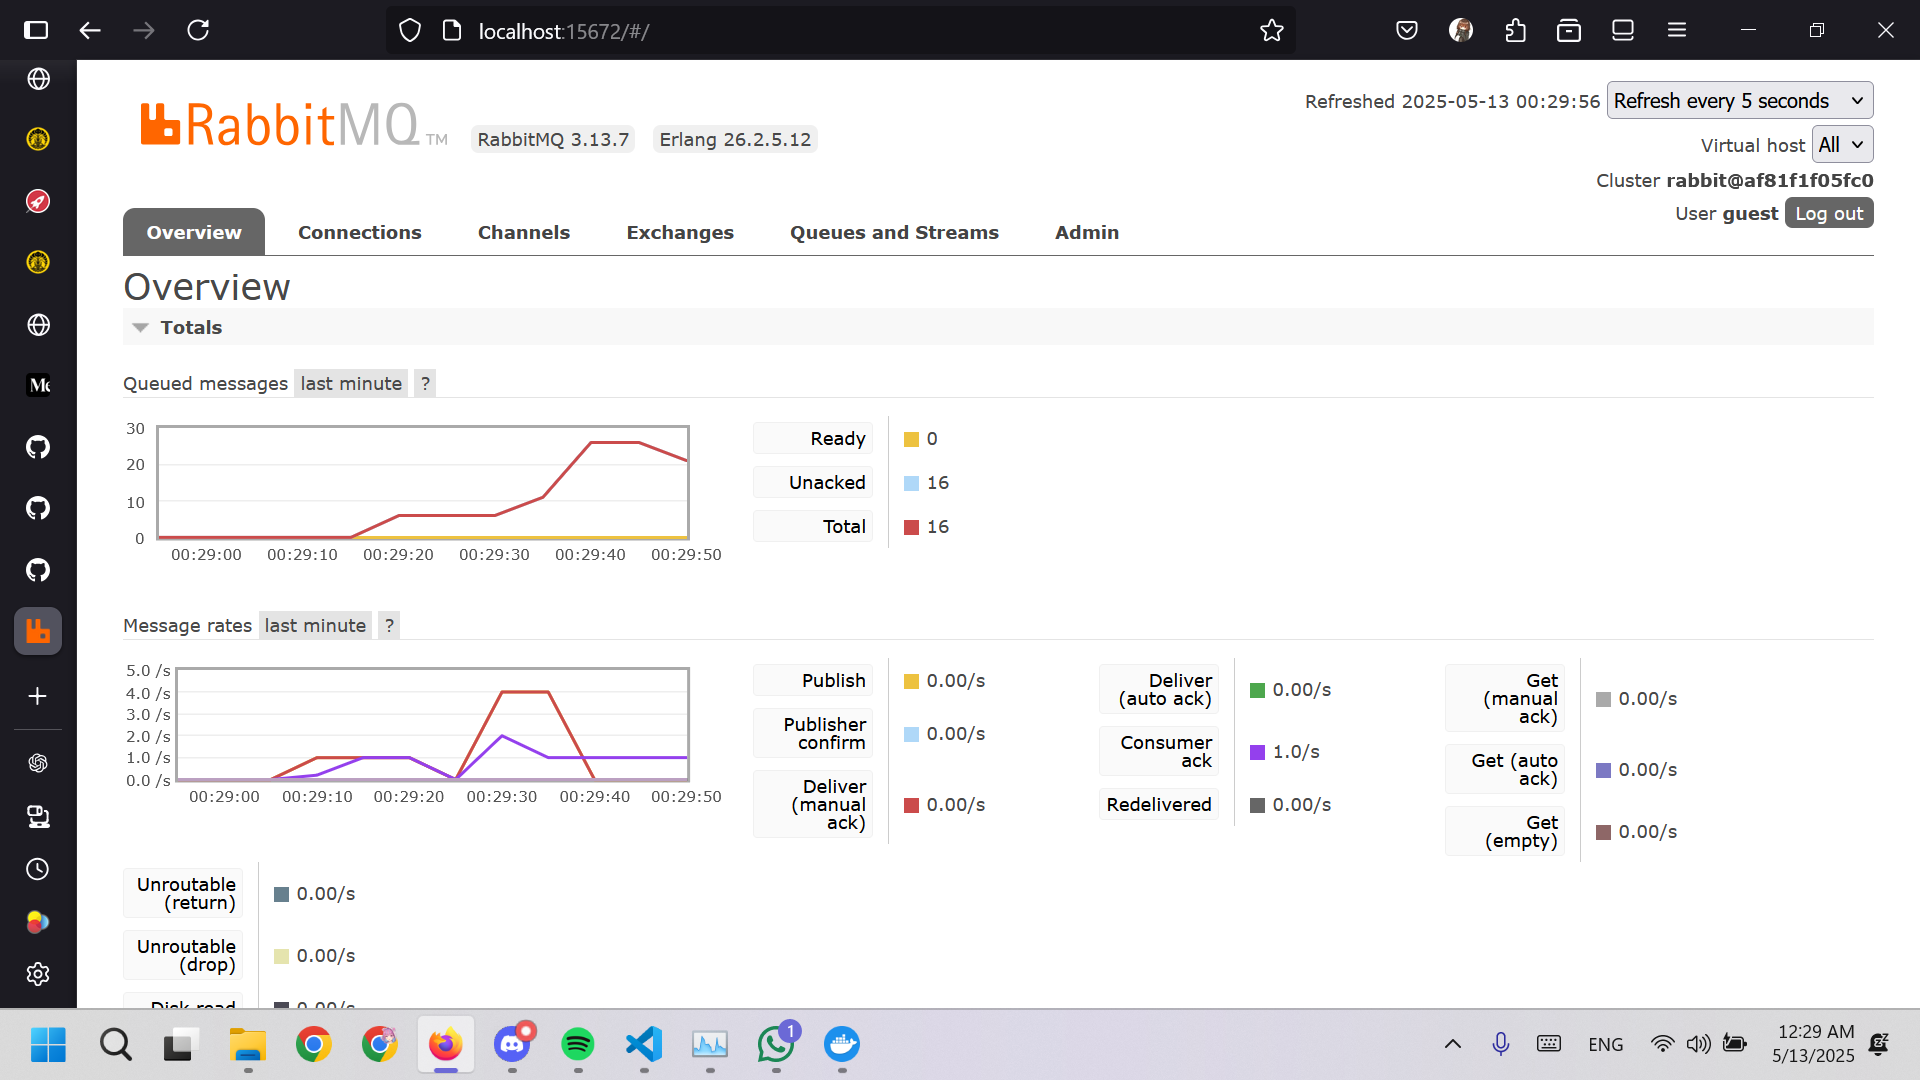 localhost:15672/#/
RabbitMQ TM
RabbitMQ 3.13.7
Erlang 26.2.5.12
Refreshed 2025-05-13 00:29:56
Refresh every 5 seconds
Virtual host All
Cluster rabbit@af81f1f05fc0
User guest Log out
Overview Connections Channels Exchanges Queues and Streams Admin
Overview
Totals
Queued messages last minute ?
30
20
10
0
00:29:00 00:29:10 00:29:20 00:29:30 00:29:40 00:29:50
Ready 0
Unacked 16
Total 16
Message rates last minute ?
5.0 /s
4.0 /s
3.0 /s
2.0 /s
1.0 /s
0.0 /s
00:29:00 00:29:10 00:29:20 00:29:30 00:29:40 00:29:50
Publish 0.00/s
Publisher
confirm 0.00/s
Deliver
(manual
ack) 0.00/s
Deliver
(auto ack) 0.00/s
Consumer
ack 1.0/s
Redelivered 0.00/s
Get
(manual
ack) 0.00/s
Get (auto
ack) 0.00/s
Get
(empty) 0.00/s
Unroutable
(return) 0.00/s
Unroutable
(drop) 0.00/s
Disk read 0.00/s
1
ENG
12:29 AM
5/13/2025